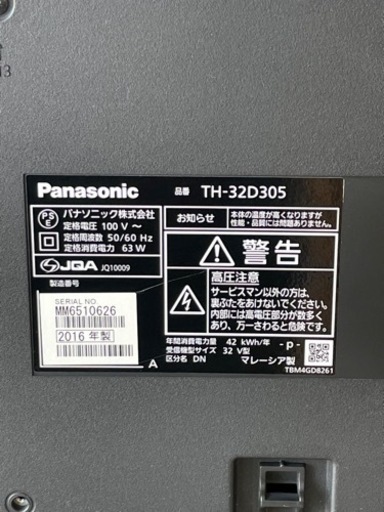 13
Panasonic 品番 TH-32D305
PSE
パナソニック株式会社
定格電圧 100 V ~
定格周波数 50/60 Hz
定格消費電力 63 W
JQA JQ10009
製造番号
SERIAL NO.
MM6510626
2016 年製
A
お知らせ
本体の温度が高くなりますが
性能・品質には問題ありません。
警告
高圧注意
サービスマン以外の方は、
裏ぶたをあけないでください。
内部には高電圧部分が数多く
あり、万一さわると危険です。
年間消費電力量 42 kWh/年 -p-
受信機型サイズ 32 V型
区分名 DN マレーシア製
TBM4GD8261